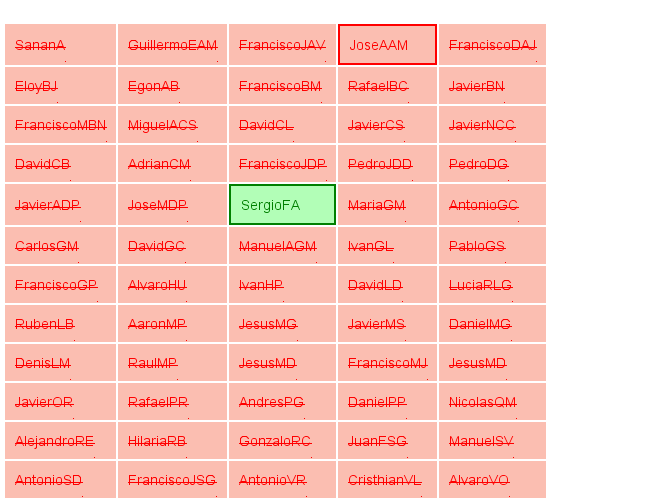 SananA GuillermoEAM FranciscoJAV JoseAAM FranciscoDAJ
EloyBJ EgonAB FranciscoBM RafaelBC JavierBN
FranciscoMBN MiguelACS DavidCL JavierCS JavierNCC
DavidCB AdrianCM FranciscoJDP PedroJDD PedroDG
JavierADP JoseMDP SergioFA MariaGM AntonioGC
CarlosGM DavidGC ManuelAGM IvanGL PabloGS
FranciscoGP AlvaroHU IvanHP DavidLD LuciaRLG
RubenLB AaronMP JesusMG JavierMS DanielMG
DenisLM RaulMP JesusMD FranciscoMJ JesusMD
JavierOR RafaelPR AndresPG DanielPP NicolasQM
AlejandroRE HilariaRB GonzaloRC JuanFSG ManuelSV
AntonioSD FranciscoJSG AntonioVR CristhianVL AlvaroVO